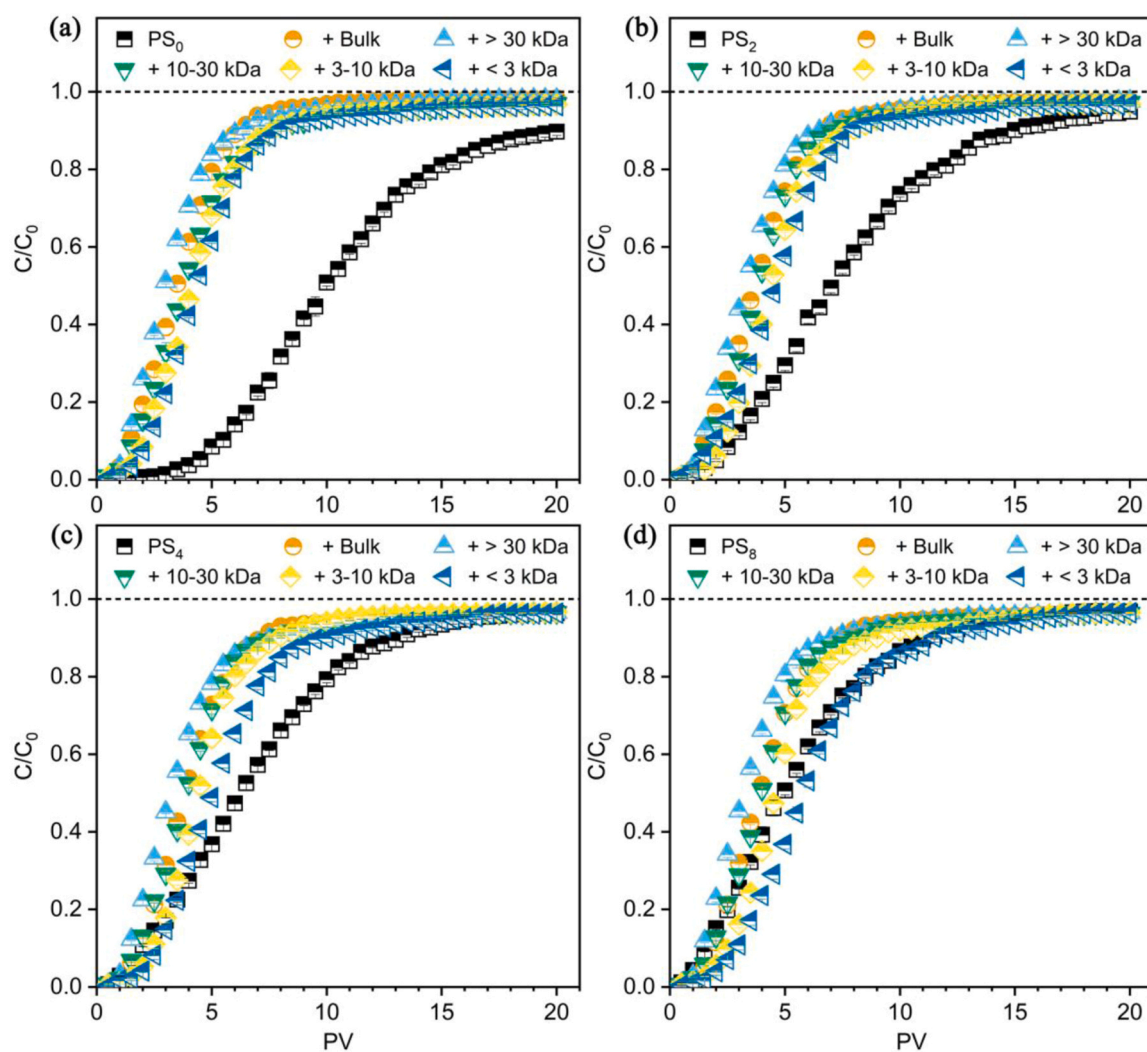 (a) PS₀ + Bulk + > 30 kDa
+ 10-30 kDa + 3-10 kDa + < 3 kDa
1.0
0.8
0.6
0.4
0.2
0.0
C/C₀
0 5 10 15 20
(b) PS₂ + Bulk + > 30 kDa
+ 10-30 kDa + 3-10 kDa + < 3 kDa
1.0
0.8
0.6
0.4
0.2
0.0
C/C₀
0 5 10 15 20
(c) PS₄ + Bulk + > 30 kDa
+ 10-30 kDa + 3-10 kDa + < 3 kDa
1.0
0.8
0.6
0.4
0.2
0.0
C/C₀
0 5 10 15 20
PV
(d) PS₈ + Bulk + > 30 kDa
+ 10-30 kDa + 3-10 kDa + < 3 kDa
1.0
0.8
0.6
0.4
0.2
0.0
C/C₀
0 5 10 15 20
PV